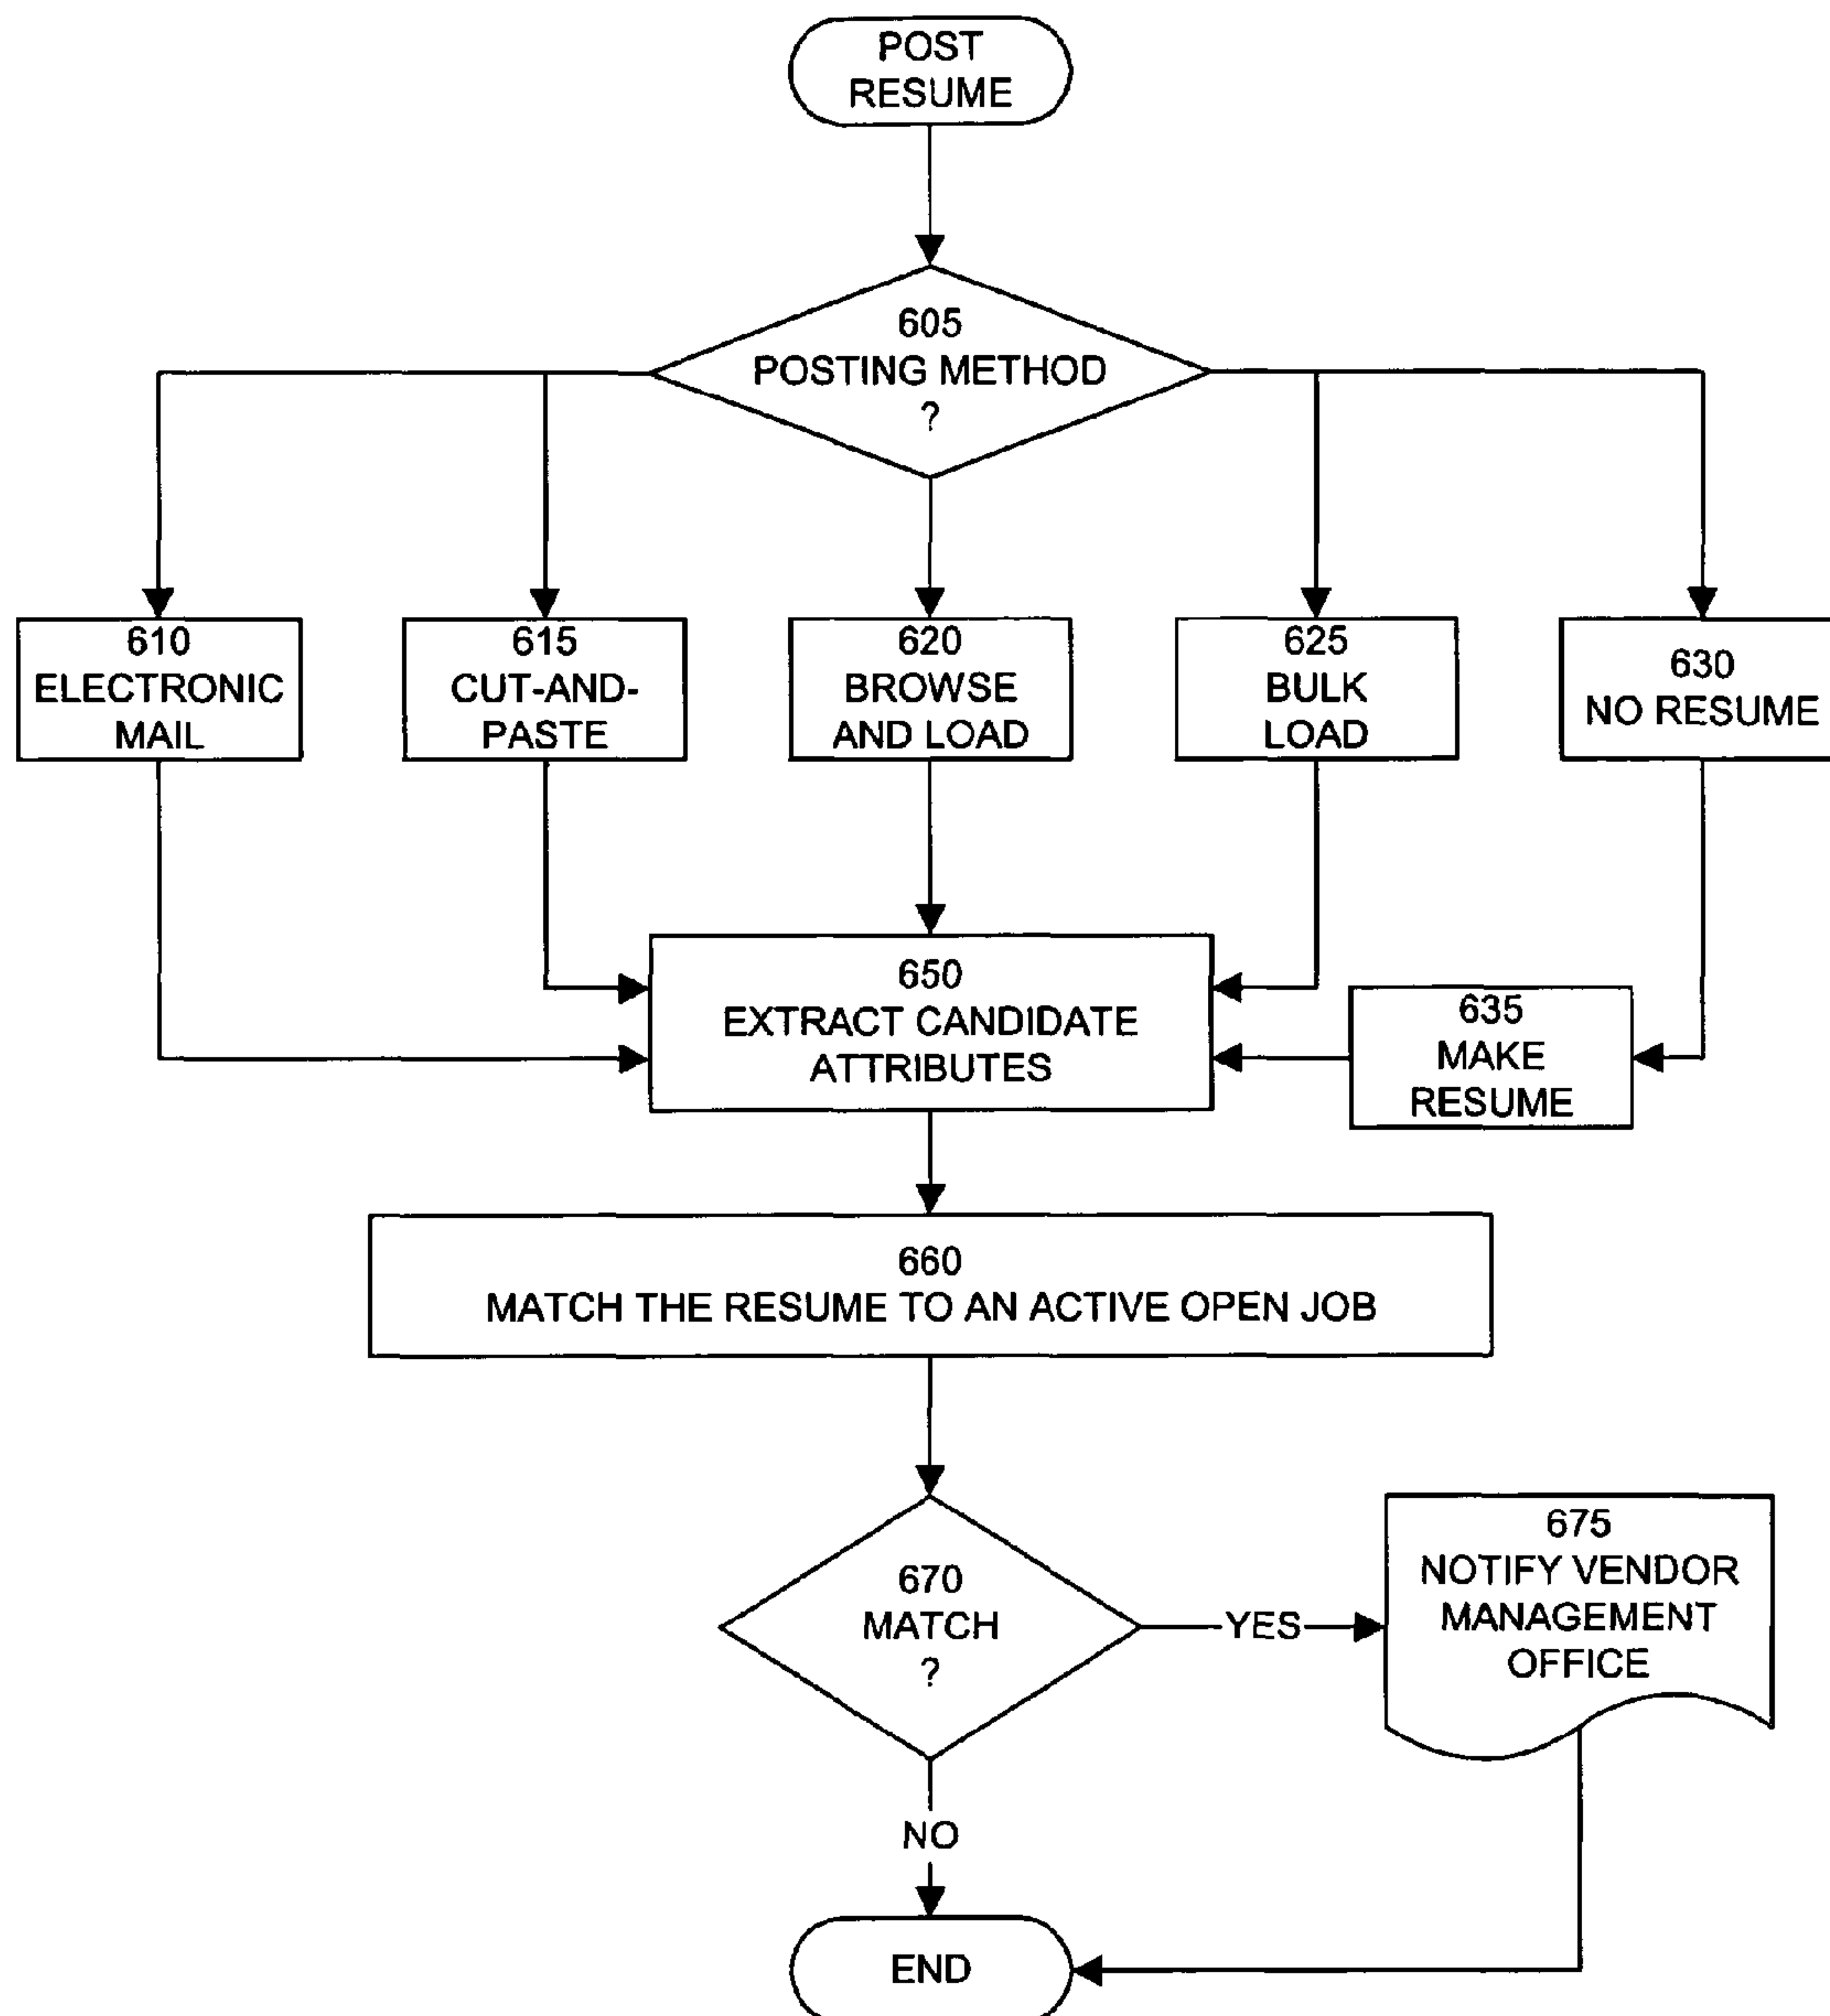 POST
RESUME
605
POSTING METHOD
?
610
ELECTRONIC
MAIL
615
CUT-AND-
PASTE
620
BROWSE
AND LOAD
625
BULK
LOAD
630
NO RESUME
650
EXTRACT CANDIDATE
ATTRIBUTES
635
MAKE
RESUME
660
MATCH THE RESUME TO AN ACTIVE OPEN JOB
670
MATCH
?
YES
675
NOTIFY VENDOR
MANAGEMENT
OFFICE
NO
END